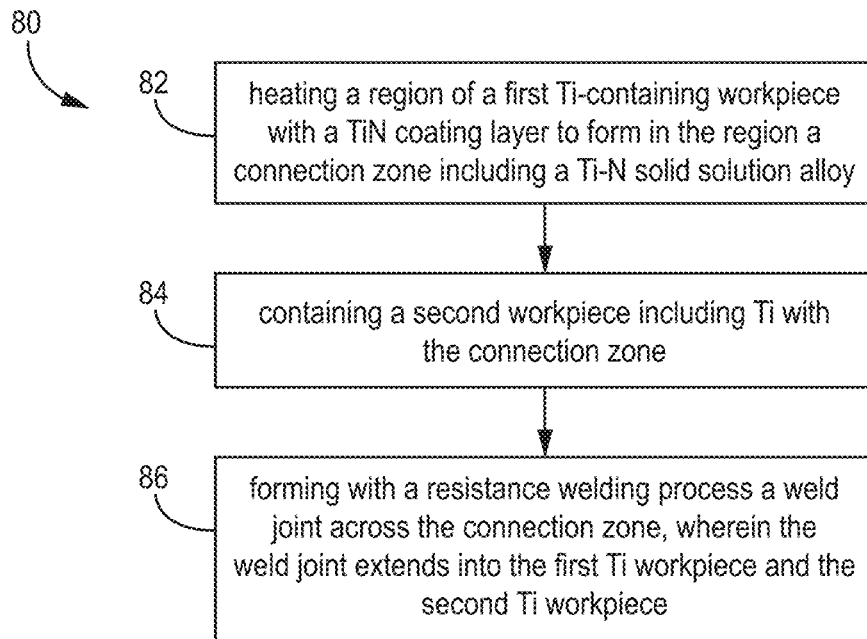 80
82
heating a region of a first Ti-containing workpiece
with a TiN coating layer to form in the region a
connection zone including a Ti-N solid solution alloy
84
containing a second workpiece including Ti with
the connection zone
86
forming with a resistance welding process a weld
joint across the connection zone, wherein the
weld joint extends into the first Ti workpiece and the
second Ti workpiece